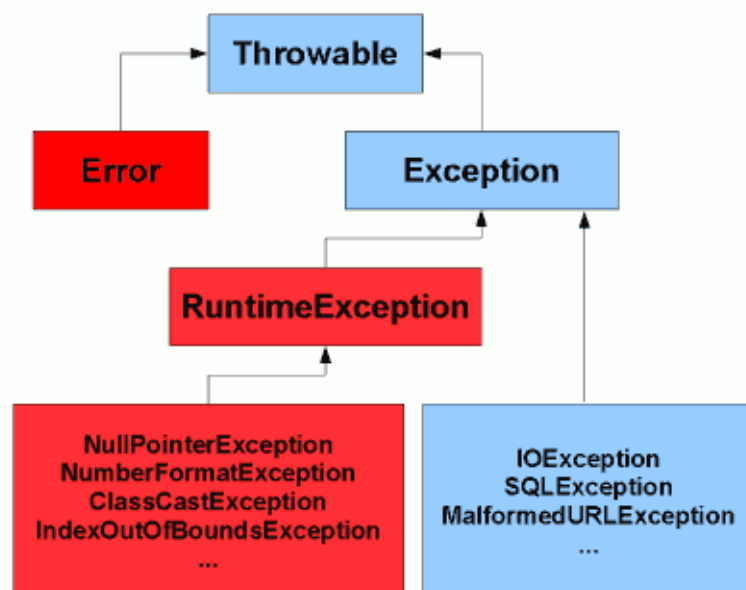 Throwable
Error
Exception
RuntimeException
NullPointerException
NumberFormatException
ClassCastException
IndexOutOfBoundsException
...
IOException
SQLException
MalformedURLException
...